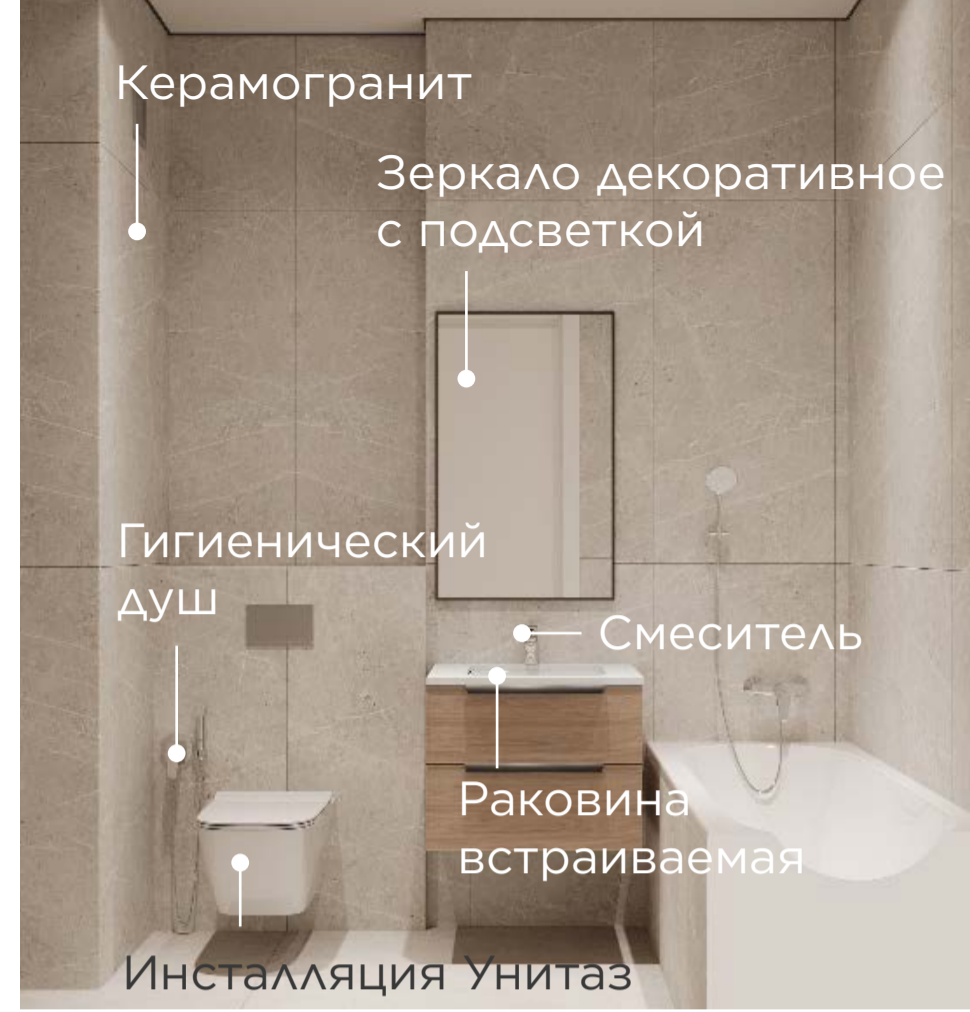 Керамогранит
Зеркало декоративное
с подсветкой
Гигиенический
душ
Смеситель
Раковина
встраиваемая
Инсталляция Унитаз